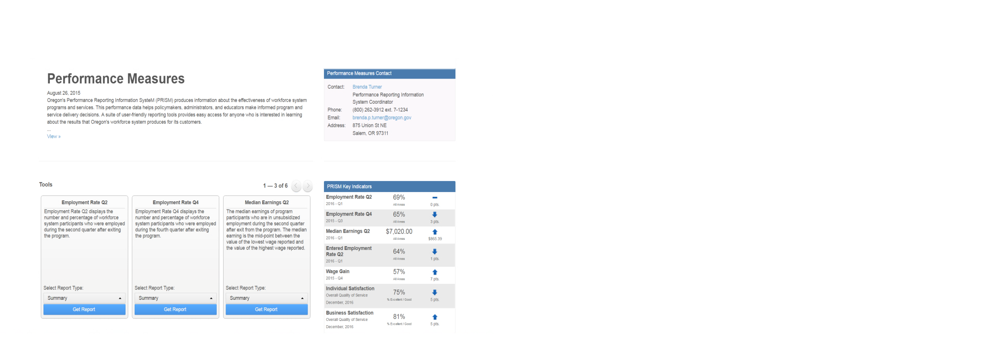 Performance Measures
August 26, 2015
Oregon's Performance Reporting Information SysteM (PRISM) produces information about the effectiveness of workforce system
programs and services. This performance data helps policymakers, administrators, and educators make informed program and
service delivery decisions. A suite of user-friendly reporting tools provides easy access for anyone who is interested in learning
about the results that Oregon's workforce system produces for its customers.
...
View »
Performance Measures Contact
Contact: Brenda Turner
Performance Reporting Information
System Coordinator
Phone: (800) 262-3912 ext. 7-1234
Email: brenda.p.turner@oregon.gov
Address: 875 Union St NE
Salem, OR 97311
Tools
1 — 3 of 6
Employment Rate Q2
Employment Rate Q2 displays the
number and percentage of workforce
system participants who were employed
during the second quarter after exiting
the program.
Select Report Type:
Summary
Get Report
Employment Rate Q4
Employment Rate Q4 displays the
number and percentage of workforce
system participants who were employed
during the fourth quarter after exiting
the program.
Select Report Type:
Summary
Get Report
Median Earnings Q2
The median earnings of program
participants who are in unsubsidized
employment during the second quarter
after exit from the program. The median
earning is the mid-point between the
value of the lowest wage reported and
the value of the highest wage reported.
Select Report Type:
Summary
Get Report
PRISM Key Indicators
Employment Rate Q2 69%
2016 - Q1 All Areas 0 pts.
Employment Rate Q4 65%
2015 - Q3 All Areas 3 pts.
Median Earnings Q2 $7,020.00
2016 - Q1 All Areas $865.39
Entered Employment
Rate Q2 64%
2016 - Q1 All Areas 1 pts.
Wage Gain 57%
2015 - Q4 All Areas 7 pts.
Individual Satisfaction 75%
Overall Quality of Service
December, 2016 % Excellent / Good 5 pts.
Business Satisfaction 81%
Overall Quality of Service
December, 2016 % Excellent / Good 5 pts.